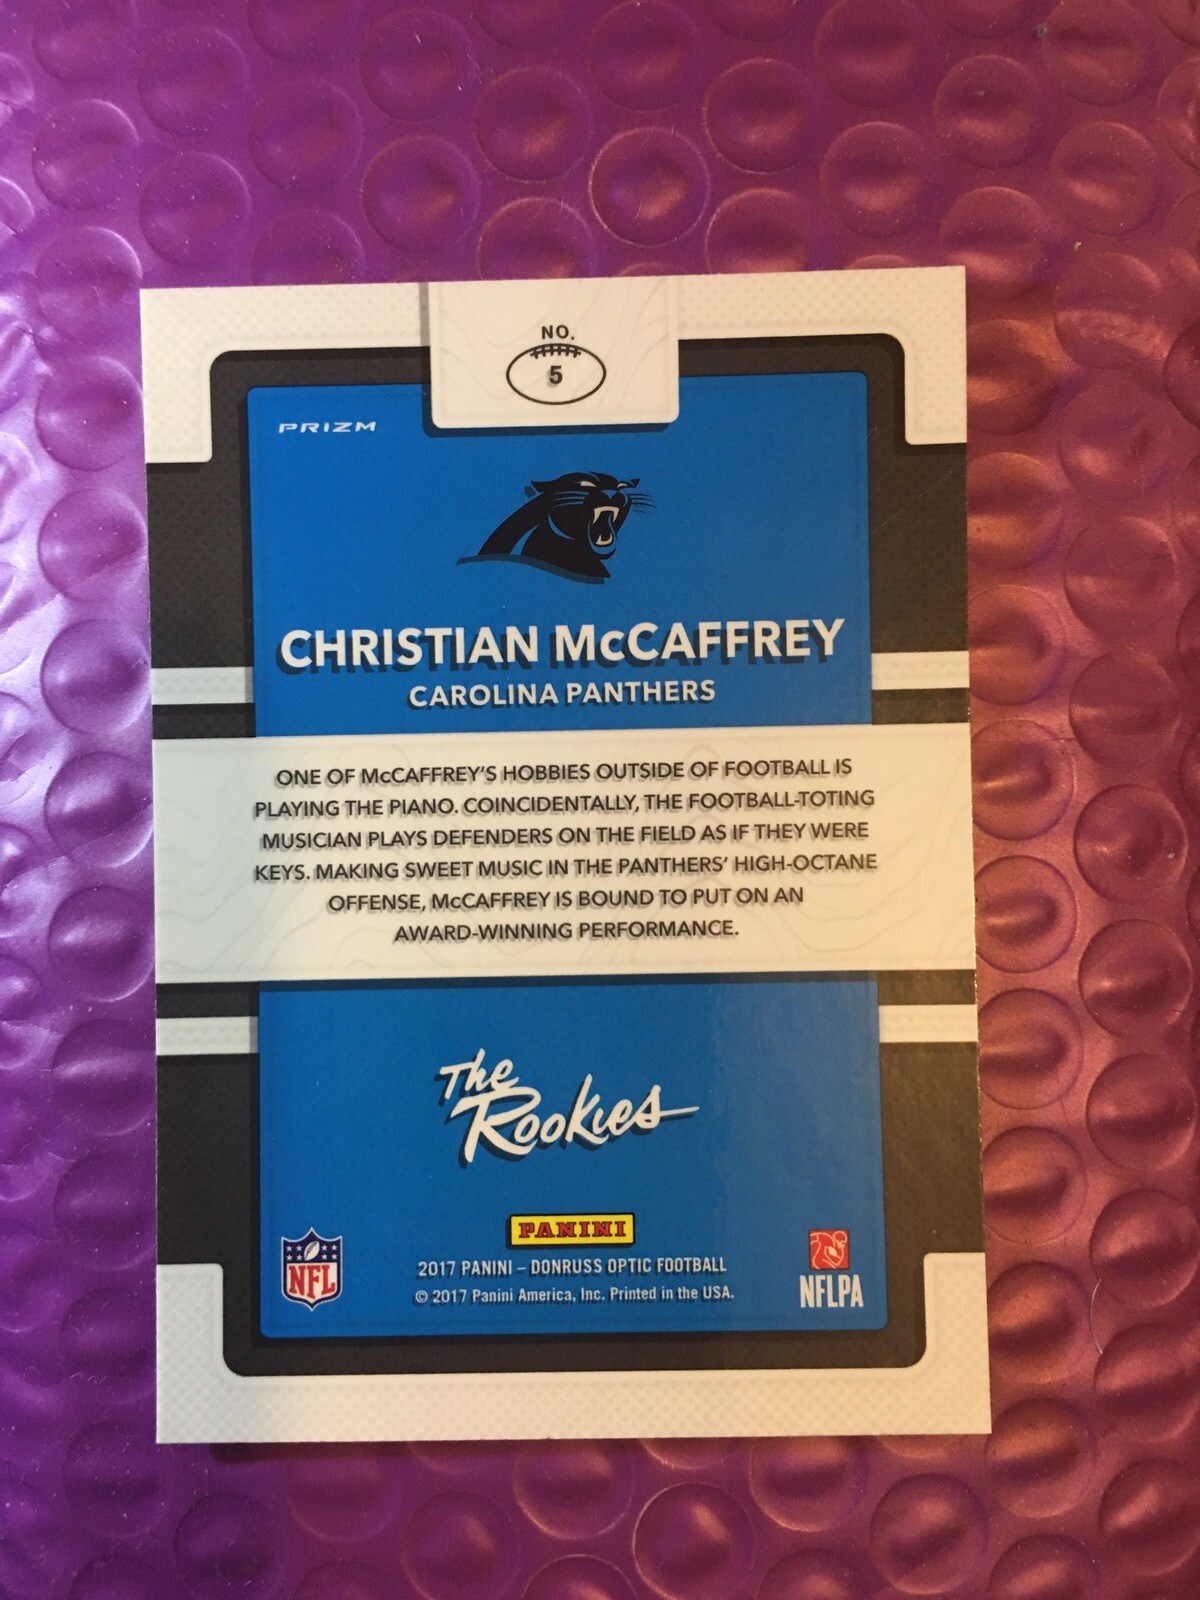 NO.
5
PRIZM
CHRISTIAN McCAFFREY
CAROLINA PANTHERS
ONE OF McCAFFREY'S HOBBIES OUTSIDE OF FOOTBALL IS
PLAYING THE PIANO. COINCIDENTALLY, THE FOOTBALL-TOTING
MUSICIAN PLAYS DEFENDERS ON THE FIELD AS IF THEY WERE
KEYS. MAKING SWEET MUSIC IN THE PANTHERS' HIGH-OCTANE
OFFENSE, McCAFFREY IS BOUND TO PUT ON AN
AWARD-WINNING PERFORMANCE.
The
Rookies
PANINI
NFL
2017 PANINI – DONRUSS OPTIC FOOTBALL
© 2017 Panini America, Inc. Printed in the USA.
NFLPA